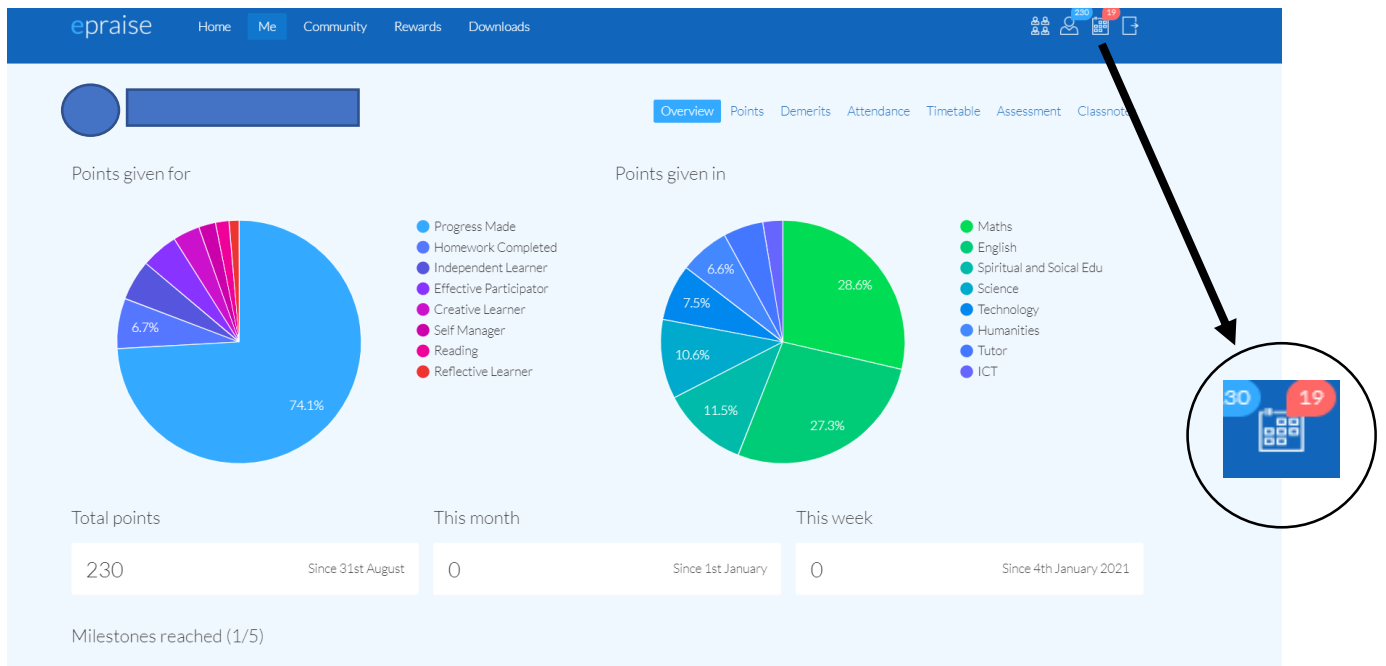 epraise Home Me Community Rewards Downloads 230 19
Overview Points Demerits Attendance Timetable Assessment Classnot
Points given for
6.7%
74.1%
Progress Made
Homework Completed
Independent Learner
Effective Participator
Creative Learner
Self Manager
Reading
Reflective Learner
Points given in
28.6%
27.3%
11.5%
10.6%
7.5%
6.6%
Maths
English
Spiritual and Soical Edu
Science
Technology
Humanities
Tutor
ICT
30 19
Total points
230 Since 31st August
This month
0 Since 1st January
This week
0 Since 4th January 2021
Milestones reached (1/5)